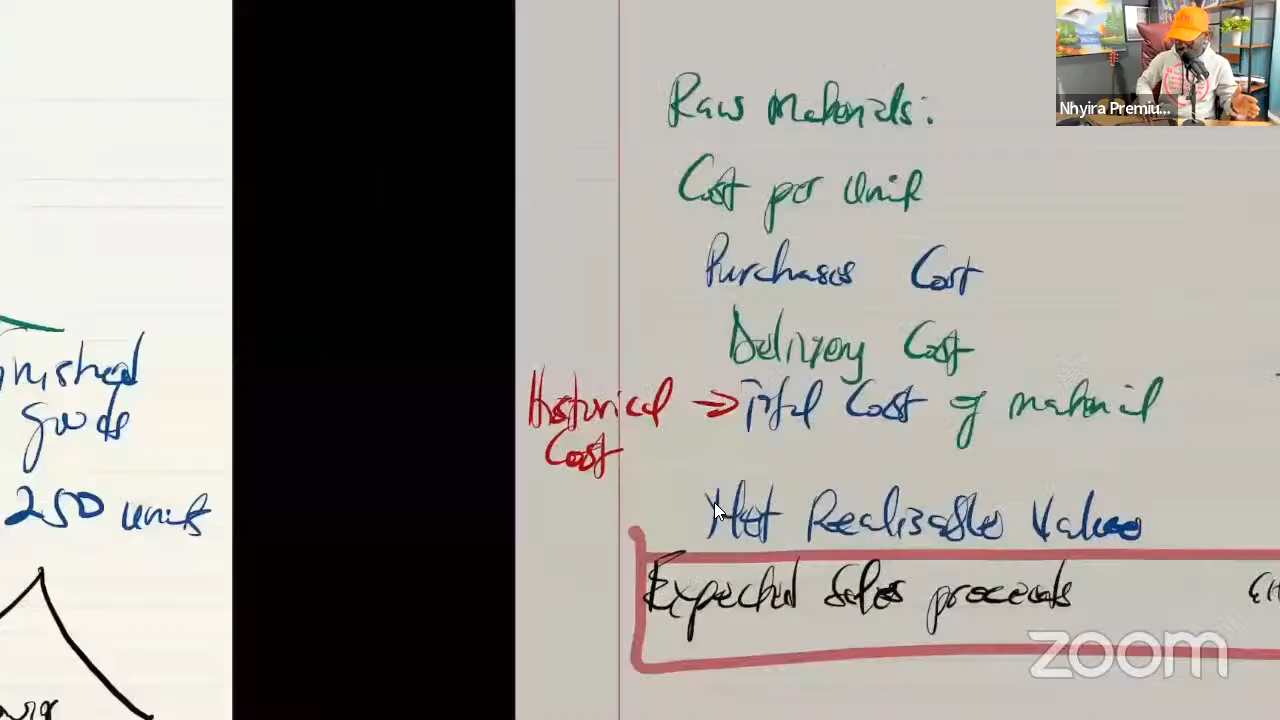 Nhyira Premiu...
Raw Materials:
Cost per Unit
Purchases Cost
Delivery Cost
Historical → Total Cost of material
Cost
Net Realisable Value
Expected Sales proceeds
goods
250 units
zoom